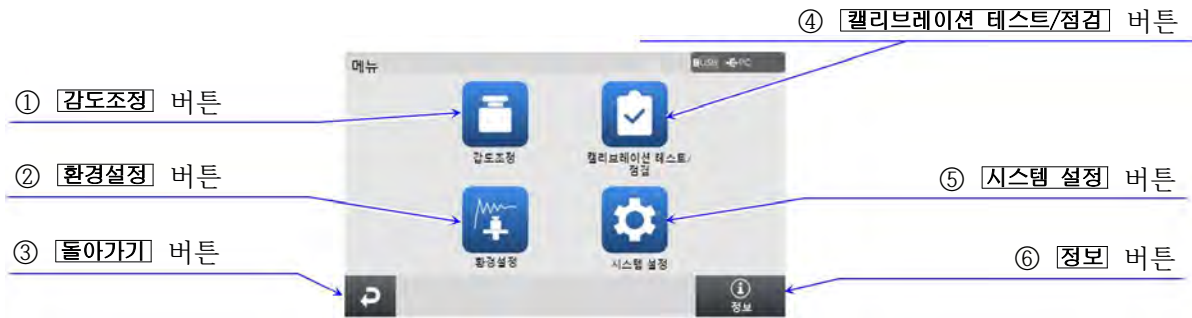 ④ 캘리브레이션 테스트/점검 버튼
메뉴
USB PC
① 감도조정 버튼
감도조정
캘리브레이션 테스트/
점검
② 환경설정 버튼
⑤ 시스템 설정 버튼
환경설정
시스템 설정
③ 돌아가기 버튼
⑥ 정보 버튼
정보